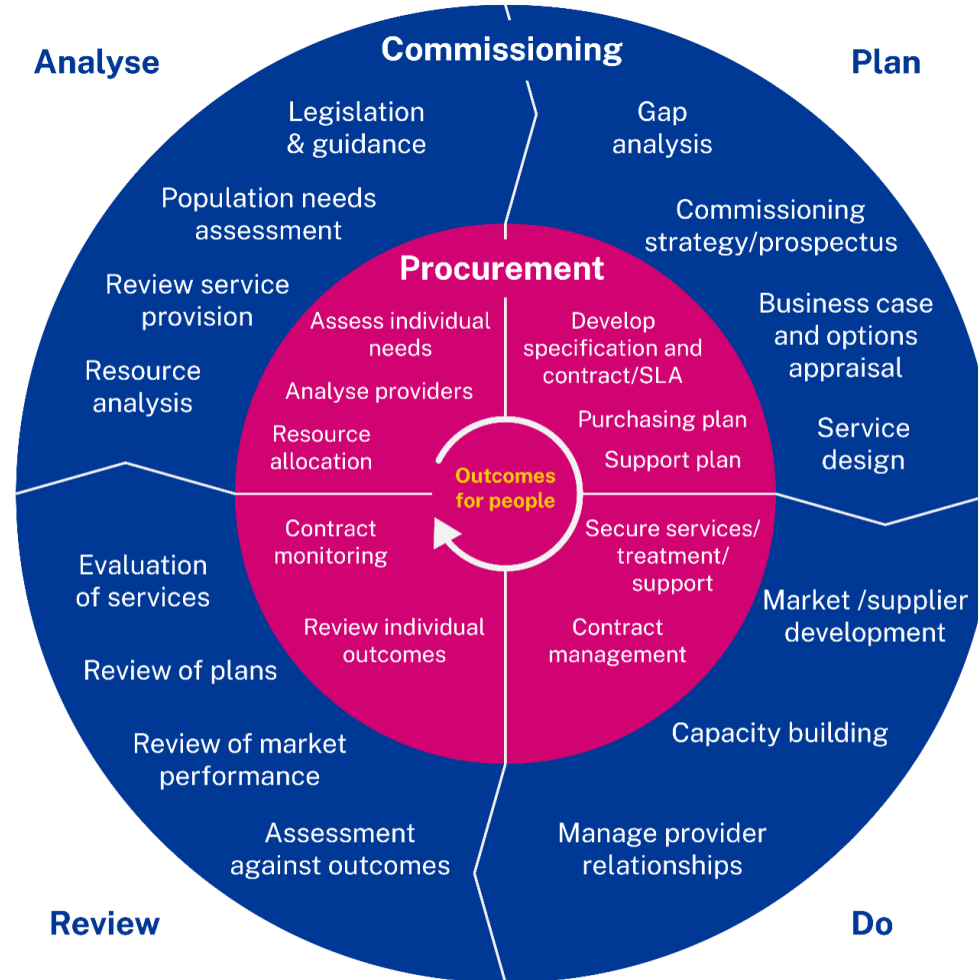 Analyse
Commissioning
Plan
Legislation
& guidance
Population needs
assessment
Review service
provision
Resource
analysis
Gap
analysis
Commissioning
strategy/prospectus
Business case
and options
appraisal
Service
design
Procurement
Assess individual
needs
Analyse providers
Resource
allocation
Develop
specification and
contract/SLA
Purchasing plan
Support plan
Outcomes
for people
Contract
monitoring
Review individual
outcomes
Secure services/
treatment/
support
Contract
management
Evaluation
of services
Review of plans
Review of market
performance
Assessment
against outcomes
Market /supplier
development
Capacity building
Manage provider
relationships
Review
Do